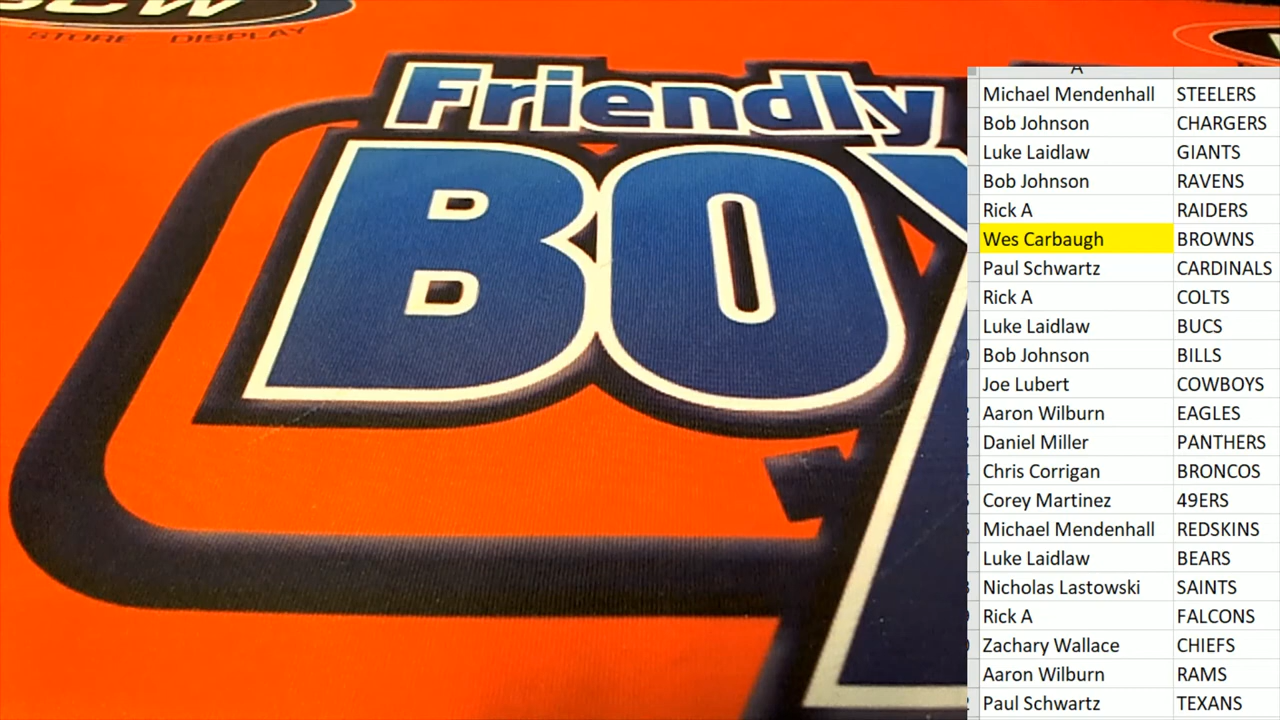 STORE DISPLAY
Friendly
BO
A
Michael Mendenhall STEELERS
Bob Johnson CHARGERS
Luke Laidlaw GIANTS
Bob Johnson RAVENS
Rick A RAIDERS
Wes Carbaugh BROWNS
Paul Schwartz CARDINALS
Rick A COLTS
Luke Laidlaw BUCS
Bob Johnson BILLS
Joe Lubert COWBOYS
Aaron Wilburn EAGLES
Daniel Miller PANTHERS
Chris Corrigan BRONCOS
Corey Martinez 49ERS
Michael Mendenhall REDSKINS
Luke Laidlaw BEARS
Nicholas Lastowski SAINTS
Rick A FALCONS
Zachary Wallace CHIEFS
Aaron Wilburn RAMS
Paul Schwartz TEXANS